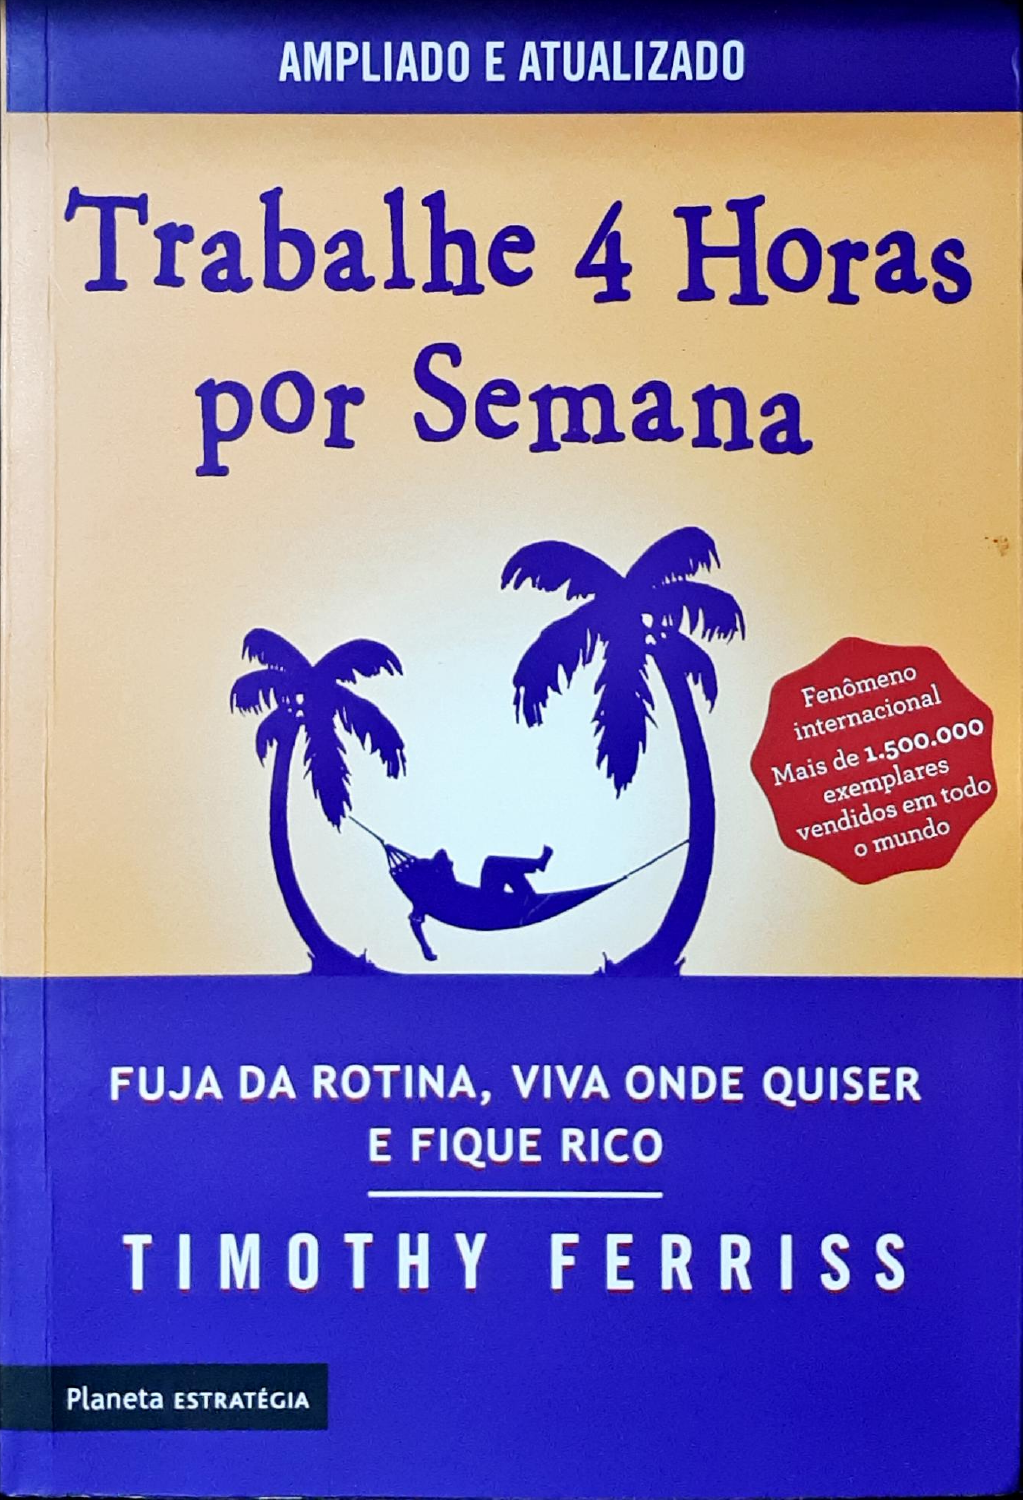 AMPLIADO E ATUALIZADO
Trabalhe 4 Horas
por Semana
Fenômeno
internacional
Mais de 1.500.000
exemplares
vendidos em todo
o mundo
FUJA DA ROTINA, VIVA ONDE QUISER
E FIQUE RICO
TIMOTHY FERRISS
Planeta ESTRATÉGIA